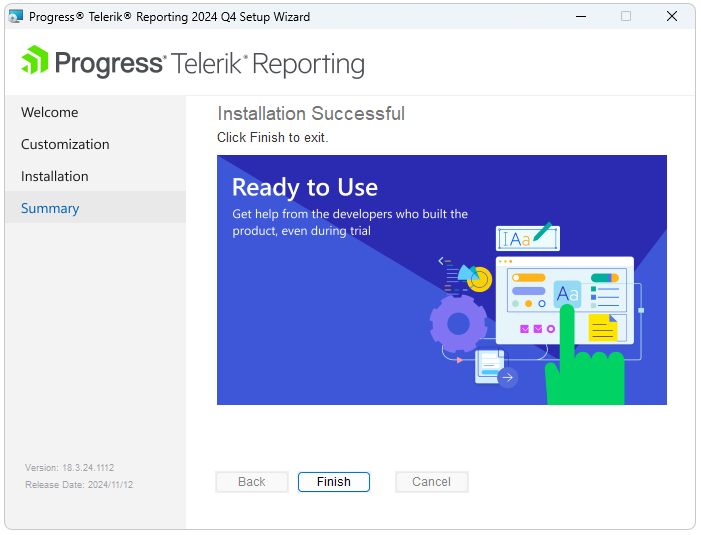 Progress® Telerik® Reporting 2024 Q4 Setup Wizard
Progress® Telerik® Reporting
Welcome
Customization
Installation
Summary
Installation Successful
Click Finish to exit.
Ready to Use
Get help from the developers who built the
product, even during trial
Aa
Aa
Version: 18.3.24.1112
Release Date: 2024/11/12
Back
Finish
Cancel